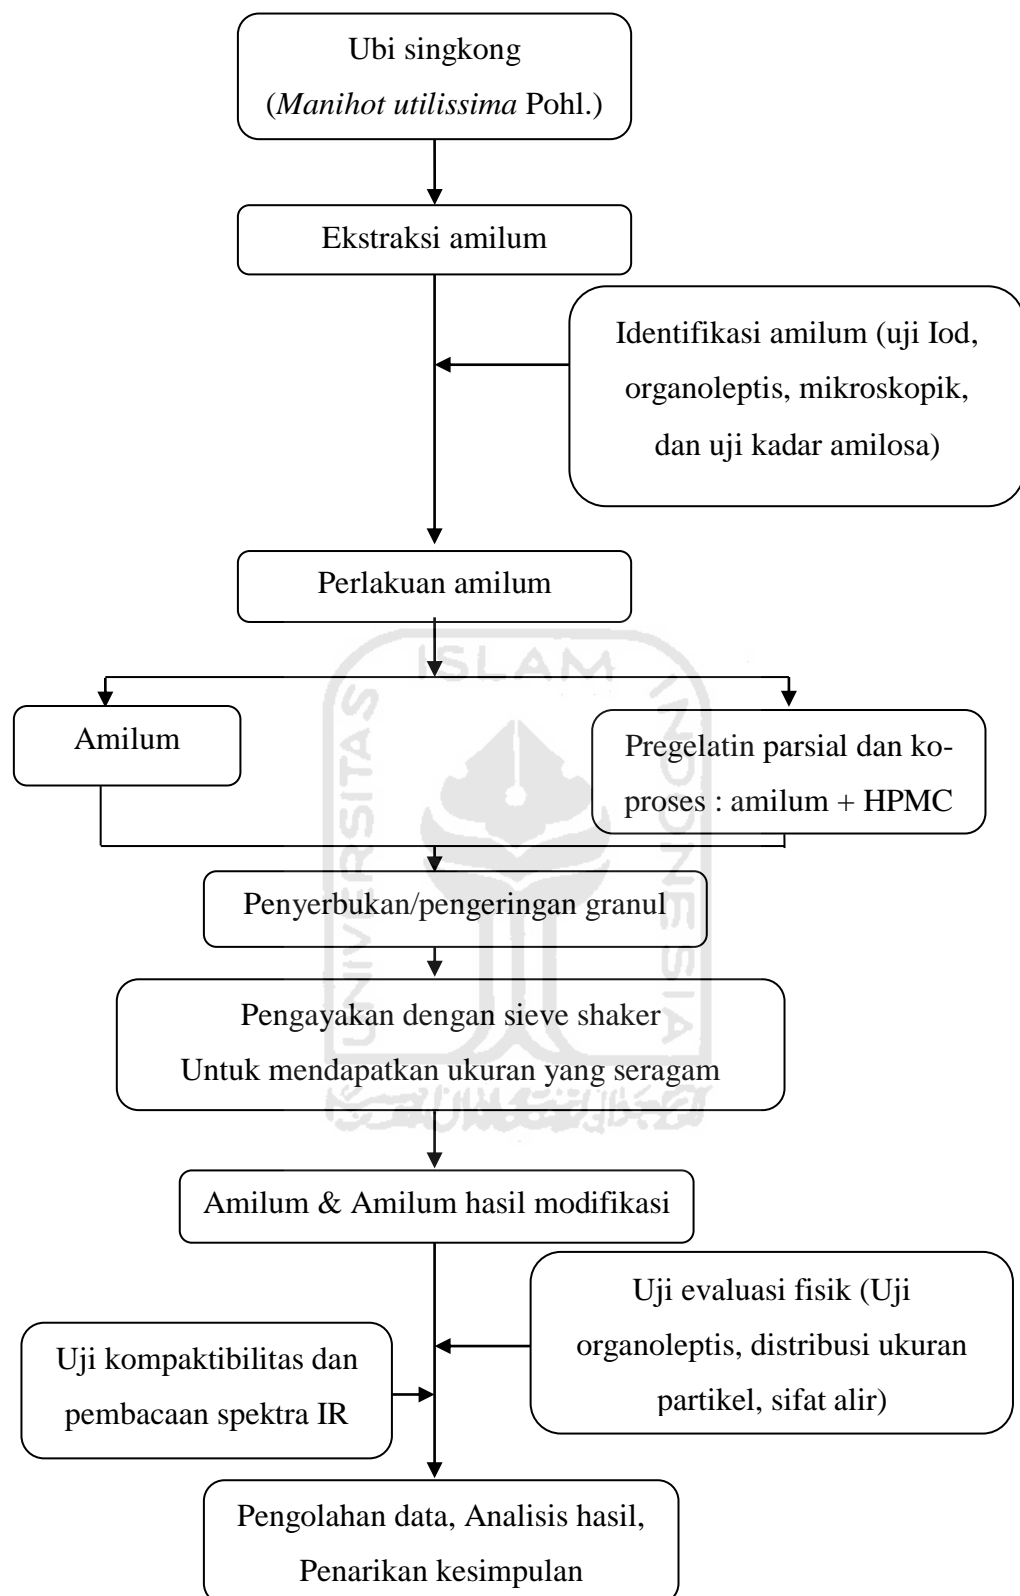 Ubi singkong
(Manihot utilissima Pohl.)
Ekstraksi amilum
Identifikasi amilum (uji Iod,
organoleptis, mikroskopik,
dan uji kadar amilosa)
Perlakuan amilum
ISLAM
UNIVERSITAS
INDONESIA
Amilum
Pregelatin parsial dan ko-
proses : amilum + HPMC
Penyerbukan/pengeringan granul
Pengayakan dengan sieve shaker
Untuk mendapatkan ukuran yang seragam
Amilum & Amilum hasil modifikasi
Uji evaluasi fisik (Uji
organoleptis, distribusi ukuran
partikel, sifat alir)
Uji kompaktibilitas dan
pembacaan spektra IR
Pengolahan data, Analisis hasil,
Penarikan kesimpulan